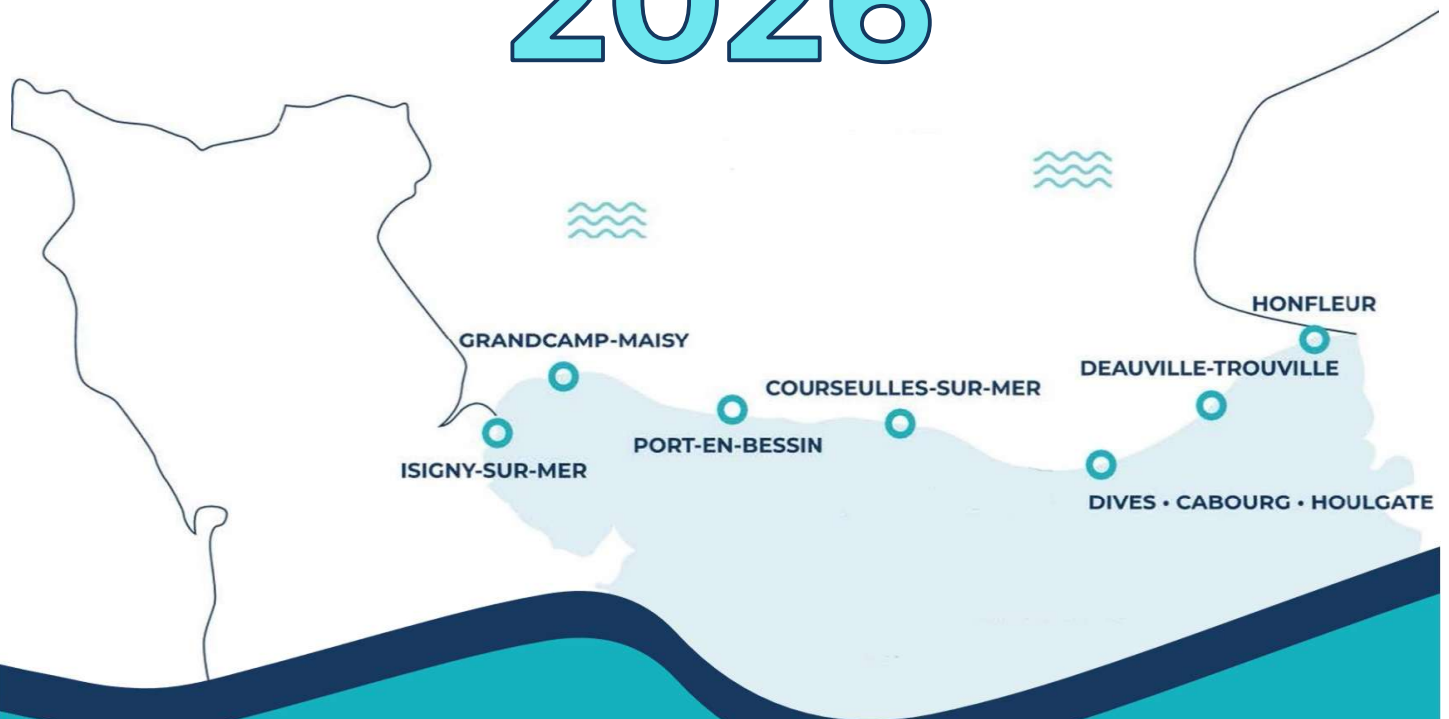 2026
HONFLEUR
GRANDCAMP-MAISY
DEAUVILLE-TROUVILLE
COURSEULLES-SUR-MER
PORT-EN-BESSIN
ISIGNY-SUR-MER
DIVES • CABOURG • HOULGATE